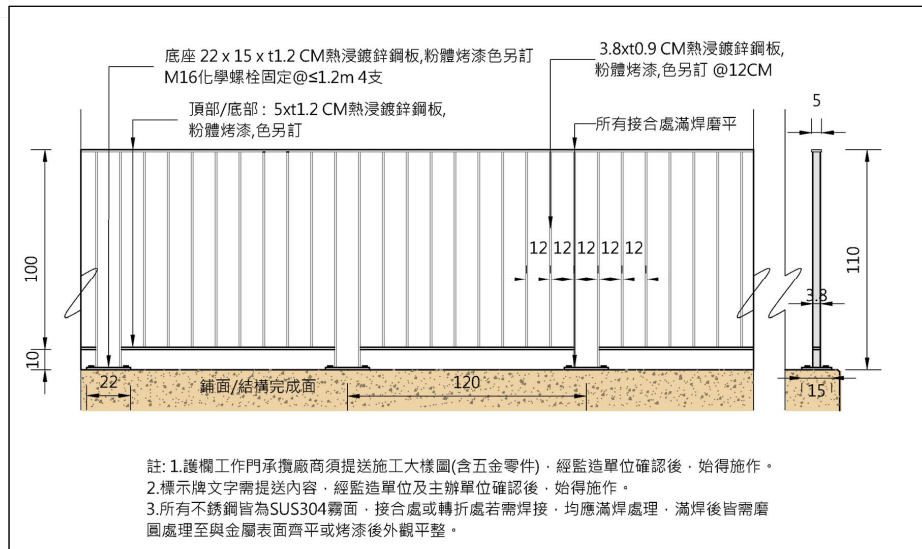 底座 22 x 15 x t1.2 CM熱浸鍍鋅鋼板,粉體烤漆色另訂
M16化學螺栓固定@≤1.2m 4支
3.8xt0.9 CM熱浸鍍鋅鋼板,
粉體烤漆,色另訂 @12CM
頂部/底部 : 5xt1.2 CM熱浸鍍鋅鋼板,
粉體烤漆,色另訂
所有接合處滿焊磨平
5
12 12 12 12 12
100
110
3.8
10
22
鋪面/結構完成面
120
15
註: 1.護欄工作門承攬廠商須提送施工大樣圖(含五金零件)，經監造單位確認後，始得施作。
2.標示牌文字需提送內容，經監造單位及主辦單位確認後，始得施作。
3.所有不銹鋼皆為SUS304霧面，接合處或轉折處若需焊接，均應滿焊處理，滿焊後皆需磨
圓處理至與金屬表面齊平或烤漆後外觀平整。